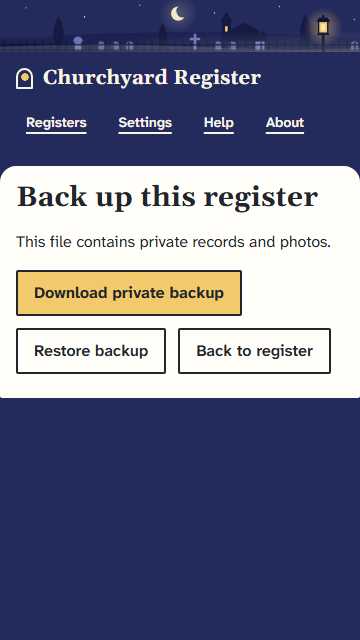 Churchyard Register
Registers Settings Help About
Back up this register
This file contains private records and photos.
Download private backup
Restore backup Back to register